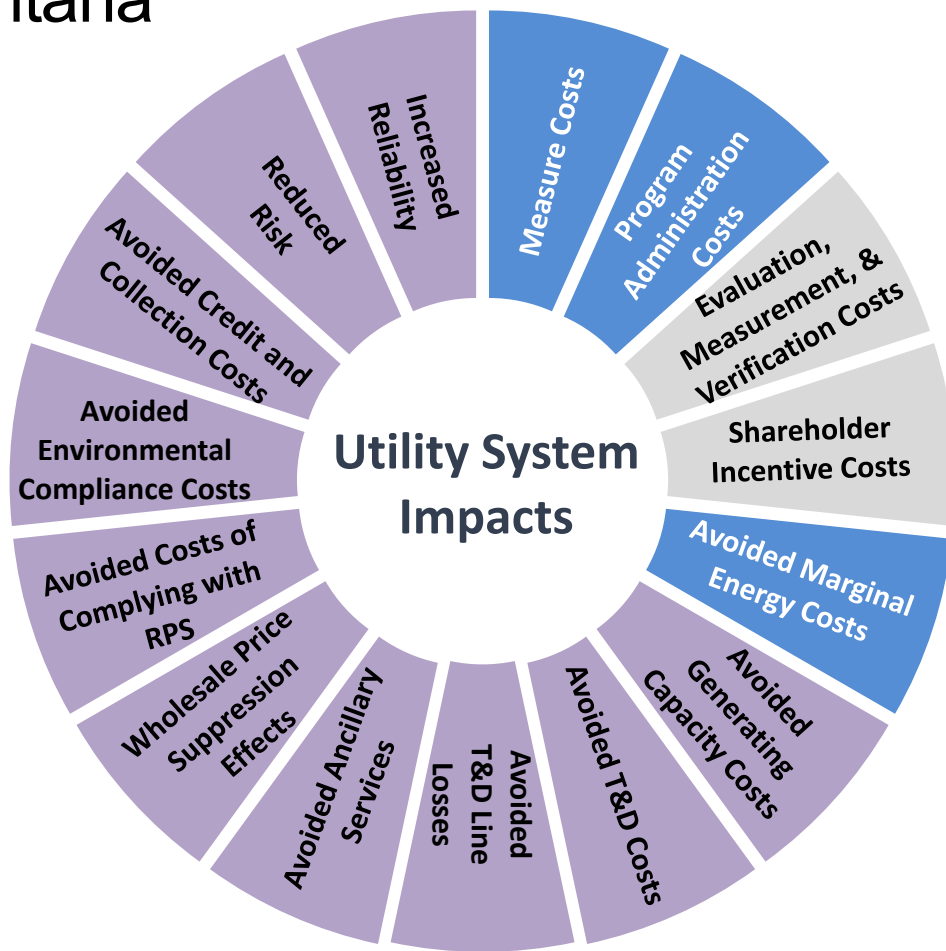 Utility System
Impacts
Measure Costs
Program
Administration
Costs
Evaluation,
Measurement, &
Verification Costs
Shareholder
Incentive Costs
Avoided Marginal
Energy Costs
Avoided
Generating
Capacity Costs
Avoided T&D Costs
Avoided
T&D Line
Losses
Avoided Ancillary
Services
Wholesale Price
Suppression
Effects
Avoided Costs of
Complying with
RPS
Avoided
Environmental
Compliance Costs
Avoided Credit and
Collection Costs
Reduced
Risk
Increased
Reliability